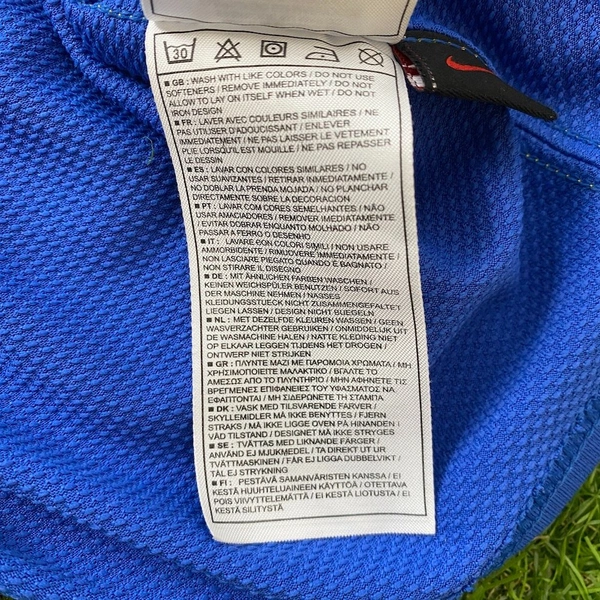 30
■ GB : WASH WITH LIKE COLORS / DO NOT USE
SOFTENERS / REMOVE IMMEDIATELY / DO NOT
ALLOW TO LAY ON ITSELF WHEN WET / DO NOT
IRON DESIGN
■ FR : LAVER AVEC COULEURS SIMILAIRES / NE
PAS UTILISER D'ADOUCISSANT / ENLEVER
IMMÉDIATEMENT / NE PAS LAISSER LE VETEMENT
PLIE LORSQU'IL EST MOUILLE / NE PAS REPASSER
LE DESSIN
■ ES : LAVAR CON COLORES SIMILARES / NO
USAR SUAVIZANTES / RETIRAR INMEDIATAMENTE /
NO DOBLAR LA PRENDA MOJADA / NO PLANCHAR
DIRECTAMENTE SOBRE LA DECORACION
■ PT : LAVAR COM CORES SEMELHANTES / NÃO
USAR AMACIADORES / REMOVER IMEDIATAMENTE
/ EVITAR DOBRAR ENQUANTO MOLHADO / NÃO
PASSAR A FERRO O DESENHO
■ IT : LAVARE CON COLORI SIMILI / NON USARE
AMMORBIDENTE / RIMUOVERE IMMEDIATAMENTE /
NON LASCIARE PIEGATO QUANDO È BAGNATO /
NON STIRARE IL DISEGNO
■ DE : MIT ÄHNLICHEN FARBEN WASCHEN /
KEINEN WEICHSPÜLER BENUTZEN / SOFORT AUS
DER MASCHINE NEHMEN / NASSES
KLEIDUNGSSTÜCK NICHT ZUSAMMENGEFALTET
LIEGEN LASSEN / DESIGN NICHT BÜGELN
■ NL : MET DEZELFDE KLEUREN WASSEN / GEEN
WASVERZACHTER GEBRUIKEN / ONMIDDELIJK UIT
DE WASMACHINE HALEN / NATTE KLEDING NIET
OP ELKAAR LEGGEN TIJDENS HET DROGEN /
ONTWERP NIET STRIJKEN
■ GR : ΠΛΥΝΤΕ ΜΑΖΙ ΜΕ ΠΑΡΟΜΟΙΑ ΧΡΩΜΑΤΑ / ΜΗ
ΧΡΗΣΙΜΟΠΟΙΕΙΤΕ ΜΑΛΑΚΤΙΚΟ / ΒΓΑΛΤΕ ΤΟ
ΑΜΕΣΩΣ ΑΠΟ ΤΟ ΠΛΥΝΤΗΡΙΟ / ΜΗΝ ΑΦΗΝΕΤΕ ΤΙΣ
ΒΡΕΓΜΕΝΕΣ ΕΠΙΦΑΝΕΙΕΣ ΤΟΥ ΥΦΑΣΜΑΤΟΣ ΝΑ
ΕΦΑΠΤΟΝΤΑΙ / ΜΗ ΣΙΔΕΡΩΝΕΤΕ ΤΗ ΣΤΑΜΠΑ
■ DK : VASK MED TILSVARENDE FARVER /
SKYLLEMIDLER MÅ IKKE BENYTTES / FJERN
STRAKS / MÅ IKKE LIGGE OVEN PÅ HINANDEN I
VÅD TILSTAND / DESIGNET MÅ IKKE STRYGES
■ SE : TVÄTTAS MED LIKNANDE FÄRGER /
ANVÄND EJ MJUKMEDEL / TA DIREKT UT UR
TVÄTTMASKINEN / FÅR EJ LIGGA DUBBELVIKT /
TÅL EJ STRYKNING
■ FI : PESTÄVÄ SAMANVÄRISTEN KANSSA / EI
KESTÄ HUUHTELUAINEEN KÄYTTÖÄ / OTETTAVA
POIS VIIVYTTELEMÄTTÄ / EI KESTÄ LIOTUSTA / EI
KESTÄ SILITYSTÄ